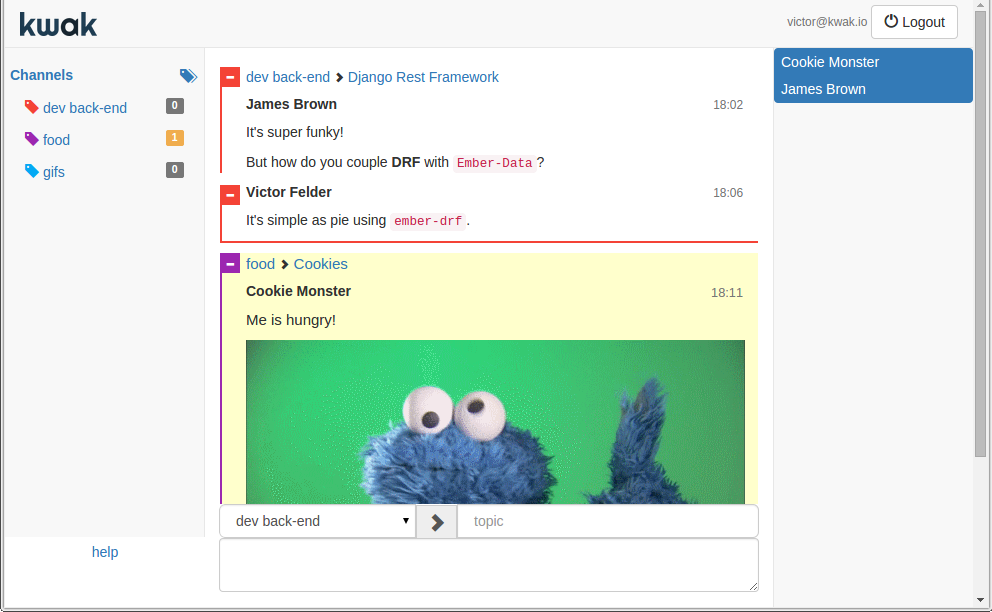 kwak
victor@kwak.io
Logout
Channels
dev back-end 0
food 1
gifs 0
help
dev back-end > Django Rest Framework
James Brown 18:02
It's super funky!
But how do you couple DRF with Ember-Data?
Victor Felder 18:06
It's simple as pie using ember-drf.
food > Cookies
Cookie Monster 18:11
Me is hungry!
dev back-end
topic
Cookie Monster
James Brown